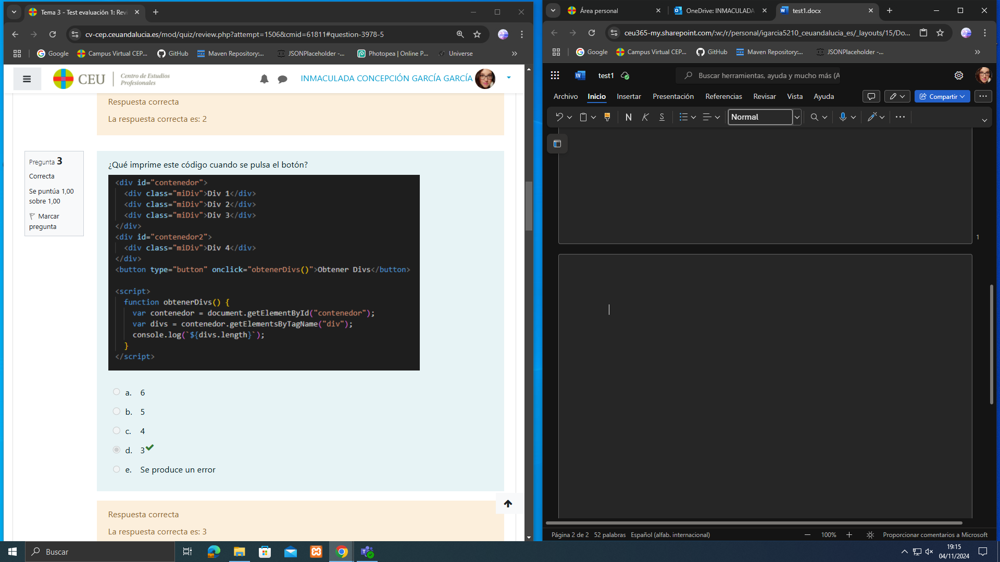 Tema 3 - Test evaluación 1: Revi
cv-cep.ceuandalucia.es/mod/quiz/review.php?attempt=1506&cmid=61811#question-3978-5
Google
Campus Virtual CEP...
GitHub
Maven Repository:...
JSONPlaceholder -...
Photopea | Online P...
Universe
CEU
Centro de Estudios
Profesionales
INMACULADA CONCEPCIÓN GARCÍA GARCÍA
Respuesta correcta
La respuesta correcta es: 2
Pregunta 3
Correcta
Se puntúa 1,00
sobre 1,00
Marcar
pregunta
¿Qué imprime este código cuando se pulsa el botón?
<div id="contenedor">
<div class="miDiv">Div 1</div>
<div class="miDiv">Div 2</div>
<div class="miDiv">Div 3</div>
</div>
<div id="contenedor2">
<div class="miDiv">Div 4</div>
</div>
<button type="button" onclick="obtenerDivs()">Obtener Divs</button>
<script>
function obtenerDivs() {
var contenedor = document.getElementById("contenedor");
var divs = contenedor.getElementsByTagName("div");
console.log(`${divs.length}`);
}
</script>
a. 6
b. 5
c. 4
d. 3
e. Se produce un error
Respuesta correcta
La respuesta correcta es: 3
Área personal
OneDrive: INMACULADA
test1.docx
ceu365-my.sharepoint.com/:w:/r/personal/igarcia5210_ceuandalucia_es/_layouts/15/Do...
Google
Campus Virtual CEP...
GitHub
Maven Repository:...
JSONPlaceholder -...
test1
Buscar herramientas, ayuda y mucho más (A
Archivo
Inicio
Insertar
Presentación
Referencias
Revisar
Vista
Ayuda
Compartir
N
K
S
Normal
1
Página 2 de 2
52 palabras
Español (alfab. internacional)
100%
Proporcionar comentarios a Microsoft
Buscar
19:15
04/11/2024